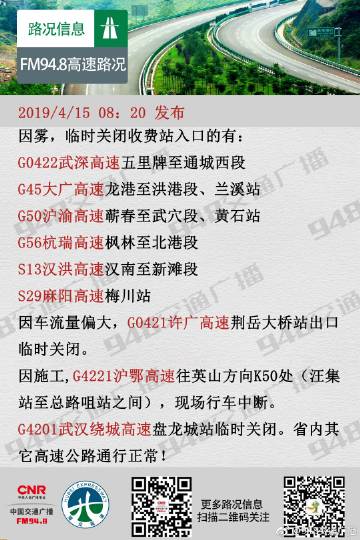 路况信息
FM94.8高速路况
2019/4/15 08：20 发布
因雾，临时关闭收费站入口的有：
G0422武深高速五里牌至通城西段
G45大广高速龙港至洪港段、兰溪站
G50沪渝高速蕲春至武穴段、黄石站
G56杭瑞高速枫林至北港段
S13汉洪高速汉南至新滩段
S29麻阳高速梅川站
因车流量偏大，G0421许广高速荆岳大桥站出口
临时关闭。
因施工,G4221沪鄂高速往英山方向K50处（汪集
站至总路咀站之间），现场行车中断。
G4201武汉绕城高速盘龙城站临时关闭。省内其
它高速公路通行正常！
CNR
中国交通广播
FM94.8
更多路况信息
扫描二维码关注
948交通广播